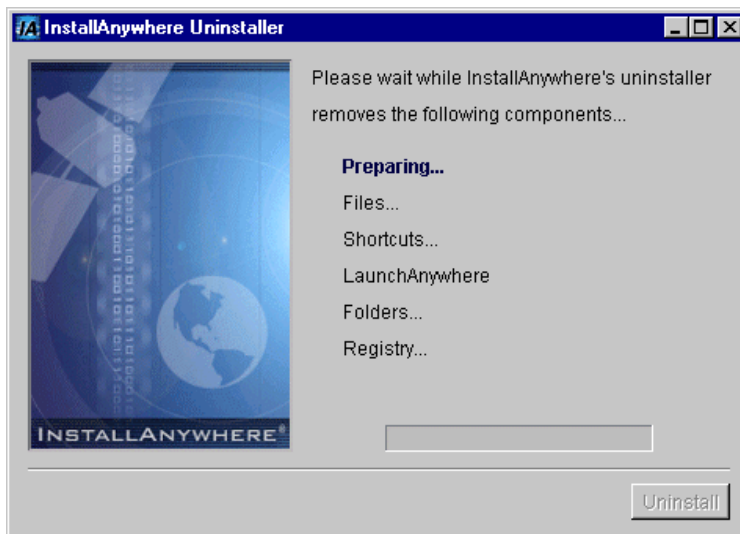 InstallAnywhere Uninstaller
Please wait while InstallAnywhere's uninstaller
removes the following components...
Preparing...
Files...
Shortcuts...
LaunchAnywhere
Folders...
Registry...
INSTALLANYWHERE®
Uninstall